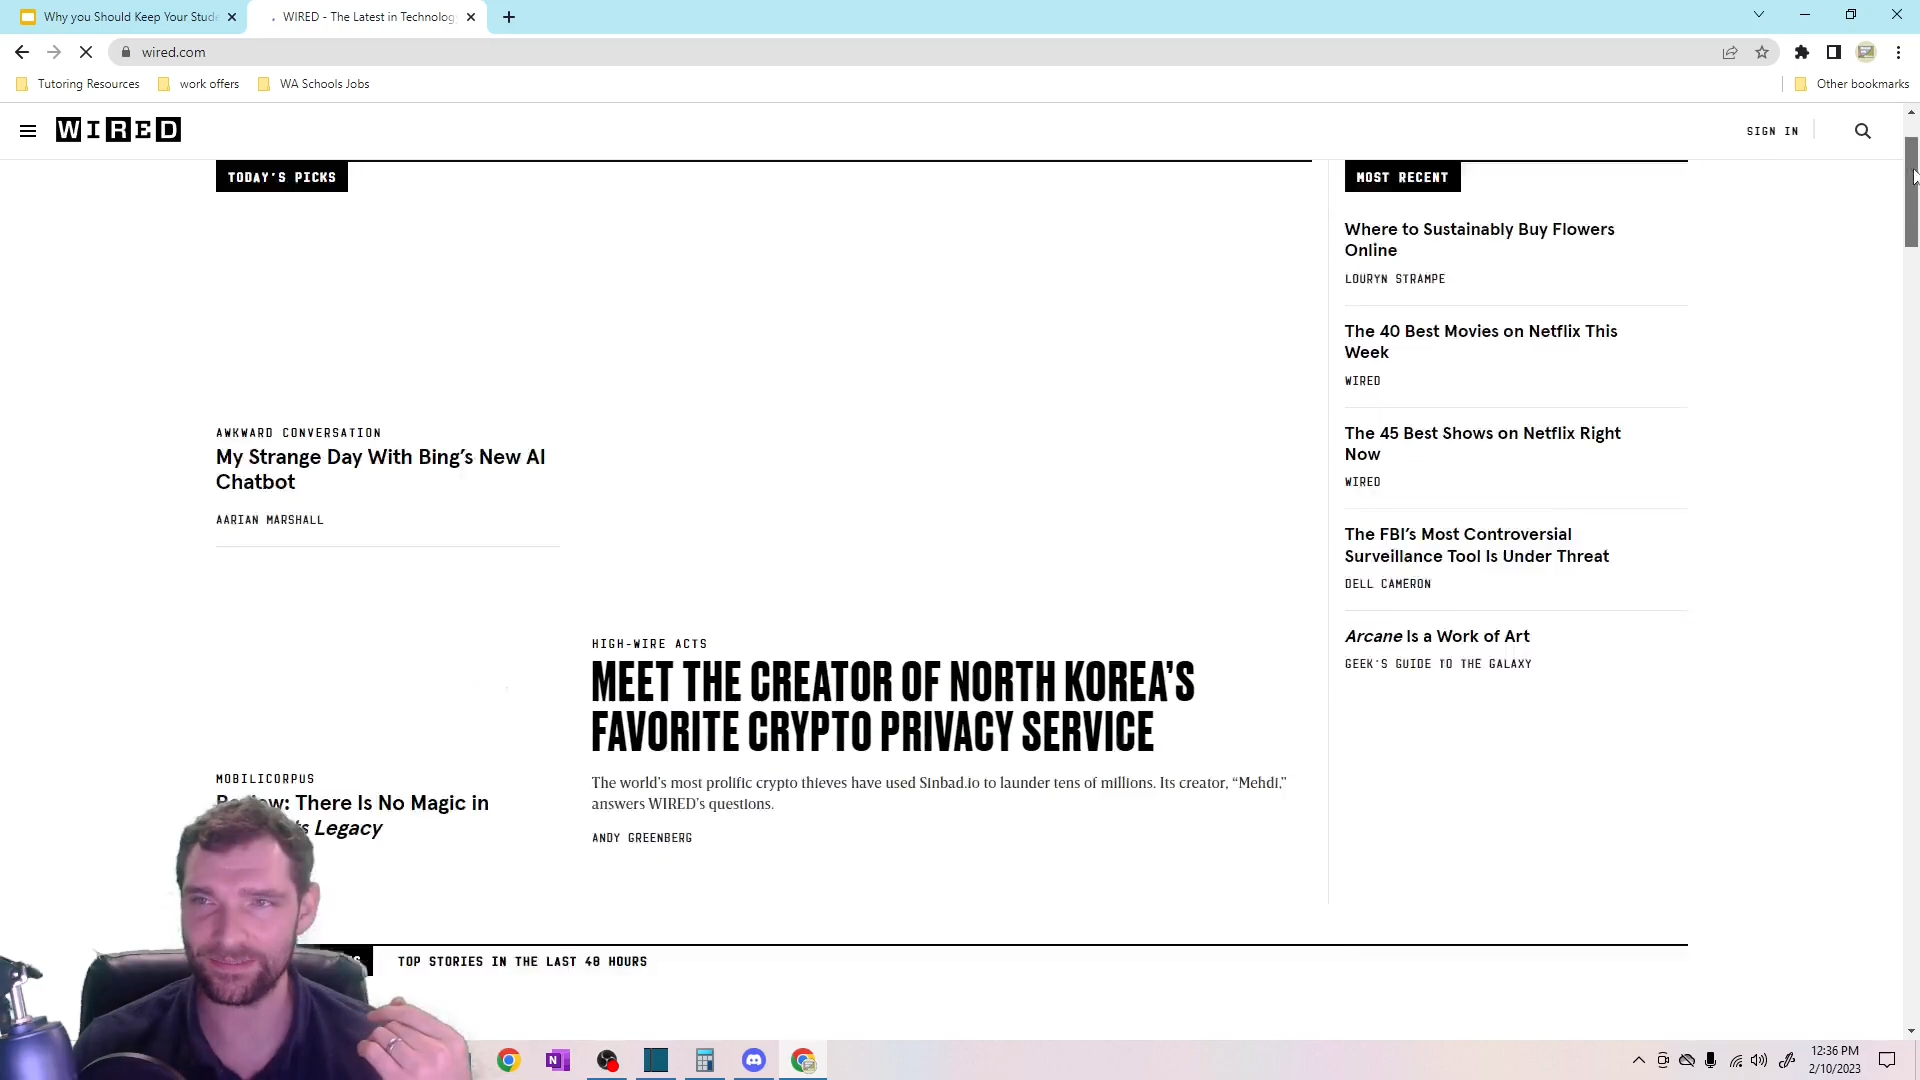 Why you Should Keep Your Stude
WIRED - The Latest in Technology
wired.com
Tutoring Resources
work offers
WA Schools Jobs
Other bookmarks
WIRED
SIGN IN
TODAY'S PICKS
AWKWARD CONVERSATION
My Strange Day With Bing’s New AI
Chatbot
AARIAN MARSHALL
MOBILICORPUS
There Is No Magic in
Legacy
HIGH-WIRE ACTS
MEET THE CREATOR OF NORTH KOREA’S
FAVORITE CRYPTO PRIVACY SERVICE
The world’s most prolific crypto thieves have used Sinbad.io to launder tens of millions. Its creator, “Mehdi,”
answers WIRED’s questions.
ANDY GREENBERG
MOST RECENT
Where to Sustainably Buy Flowers
Online
LOURYN STRAMPE
The 40 Best Movies on Netflix This
Week
WIRED
The 45 Best Shows on Netflix Right
Now
WIRED
The FBI’s Most Controversial
Surveillance Tool Is Under Threat
DELL CAMERON
Arcane Is a Work of Art
GEEK'S GUIDE TO THE GALAXY
TOP STORIES IN THE LAST 48 HOURS
12:36 PM
2/10/2023